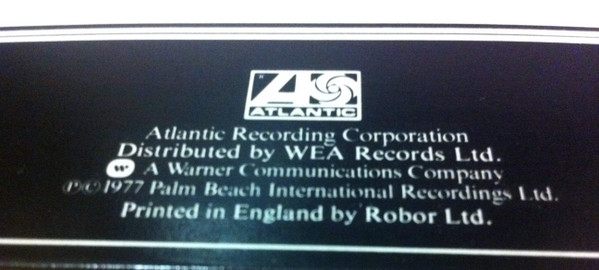 ATLANTIC
Atlantic Recording Corporation
Distributed by WEA Records Ltd.
W A Warner Communications Company
℗©1977 Palm Beach International Recordings Ltd.
Printed in England by Robor Ltd.